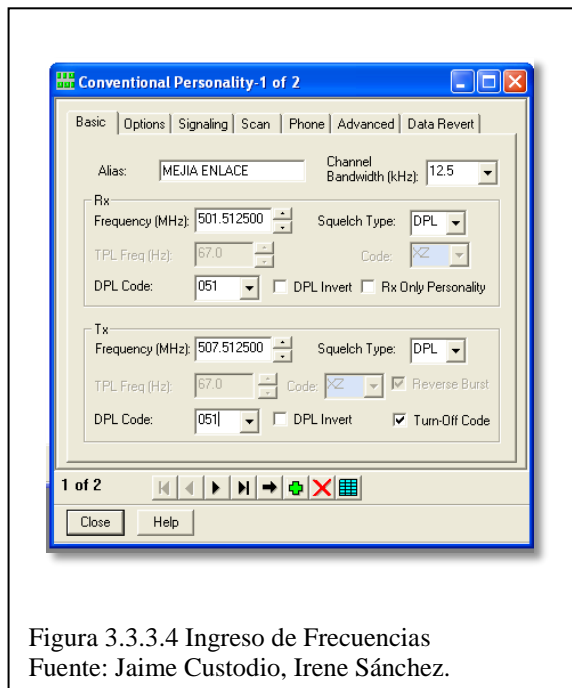 Conventional Personality-1 of 2
Basic Options Signaling Scan Phone Advanced Data Revert
Alias: MEJIA ENLACE Channel Bandwidth (kHz): 12.5
Rx
Frequency (MHz): 501.512500 Squelch Type: DPL
TPL Freq (Hz): 67.0 Code: XZ
DPL Code: 051 DPL Invert Rx Only Personality
Tx
Frequency (MHz): 507.512500 Squelch Type: DPL
TPL Freq (Hz): 67.0 Code: XZ Reverse Burst
DPL Code: 051 DPL Invert Turn-Off Code
1 of 2
Close Help
Figura 3.3.3.4 Ingreso de Frecuencias
Fuente: Jaime Custodio, Irene Sánchez.